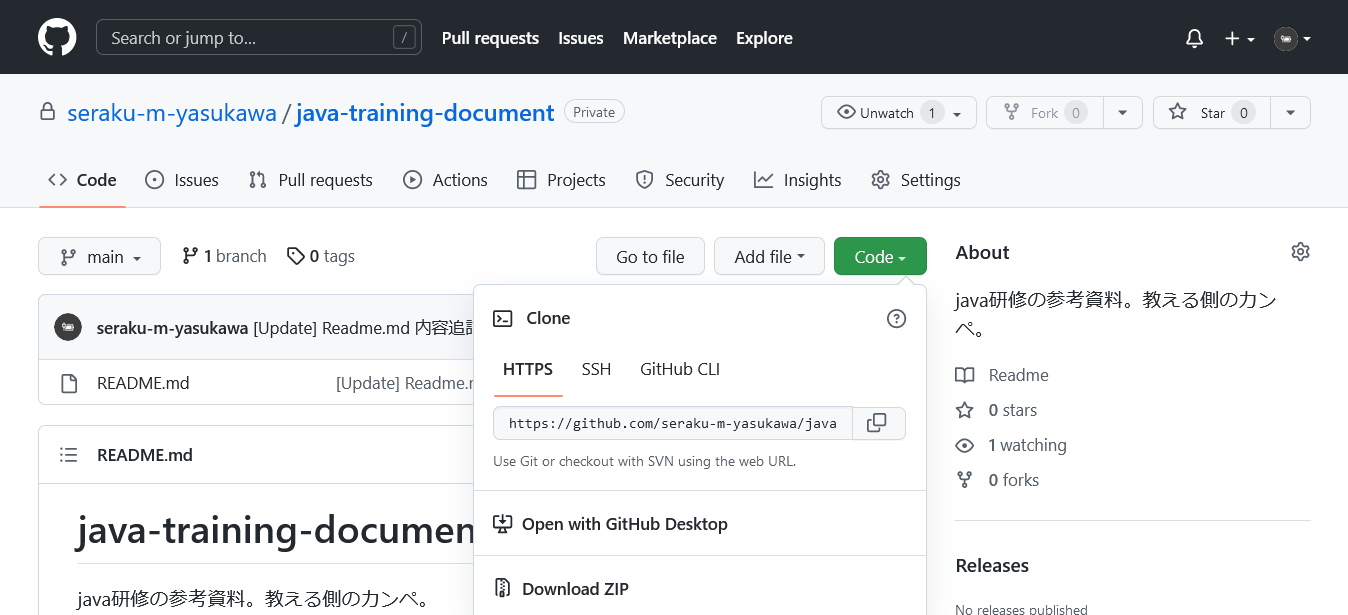 Search or jump to... /
Pull requests Issues Marketplace Explore
seraku-m-yasukawa / java-training-document Private
Unwatch 1 Fork 0 Star 0
Code Issues Pull requests Actions Projects Security Insights Settings
main 1 branch 0 tags Go to file Add file Code
seraku-m-yasukawa [Update] Readme.md 内容追
README.md [Update] Readme.
README.md
java-training-documen
java研修の参考資料。教える側のカンペ。
Clone
HTTPS SSH GitHub CLI
https://github.com/seraku-m-yasukawa/java
Use Git or checkout with SVN using the web URL.
Open with GitHub Desktop
Download ZIP
About
java研修の参考資料。教える側のカン
ペ。
Readme
0 stars
1 watching
0 forks
Releases
No releases published